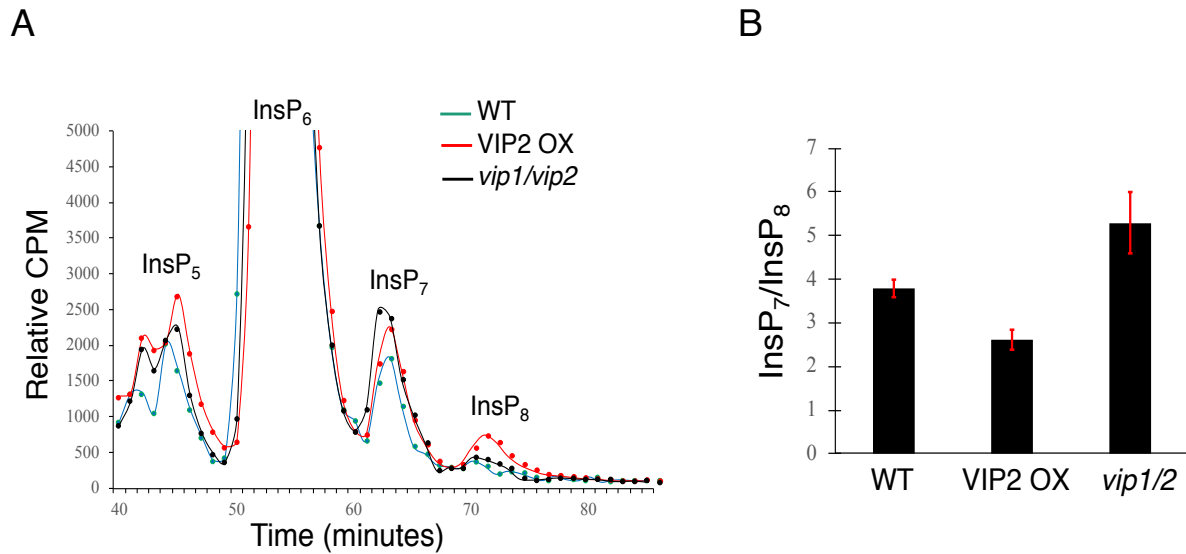 A
B
InsP6
WT
VIP2 OX
vip1/vip2
5000
4500
4000
3500
3000
2500
2000
1500
1000
500
0
Relative CPM
InsP5
InsP7
InsP8
40
50
60
70
80
Time (minutes)
7
6
5
4
3
2
1
0
InsP7/InsP8
WT
VIP2 OX
vip1/2